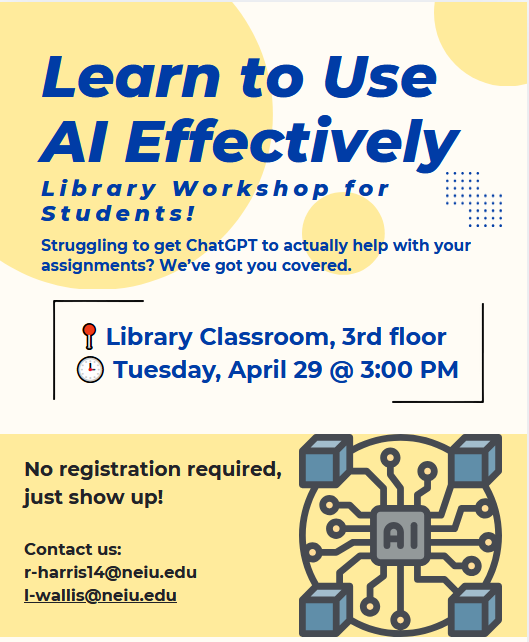 Learn to Use
AI Effectively
Library Workshop for
Students!
Struggling to get ChatGPT to actually help with your
assignments? We’ve got you covered.
Library Classroom, 3rd floor
Tuesday, April 29 @ 3:00 PM
No registration required,
just show up!
Contact us:
r-harris14@neiu.edu
l-wallis@neiu.edu
AI